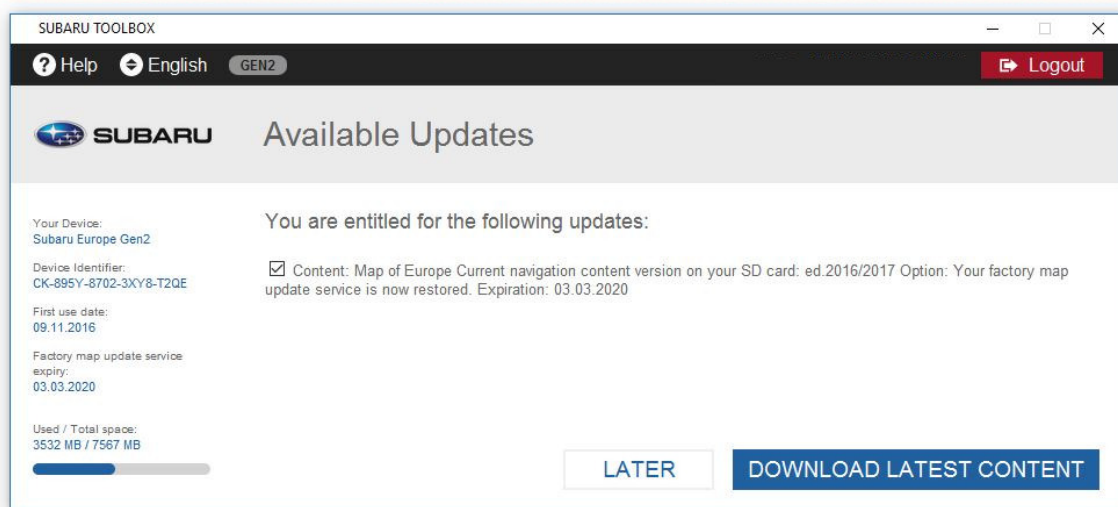 SUBARU TOOLBOX
Help English GEN2 Logout
SUBARU Available Updates
Your Device:
Subaru Europe Gen2
Device Identifier:
CK-895Y-8702-3XY8-T2QE
First use date:
09.11.2016
Factory map update service
expiry:
03.03.2020
Used / Total space:
3532 MB / 7567 MB
You are entitled for the following updates:
Content: Map of Europe Current navigation content version on your SD card: ed.2016/2017 Option: Your factory map
update service is now restored. Expiration: 03.03.2020
LATER DOWNLOAD LATEST CONTENT